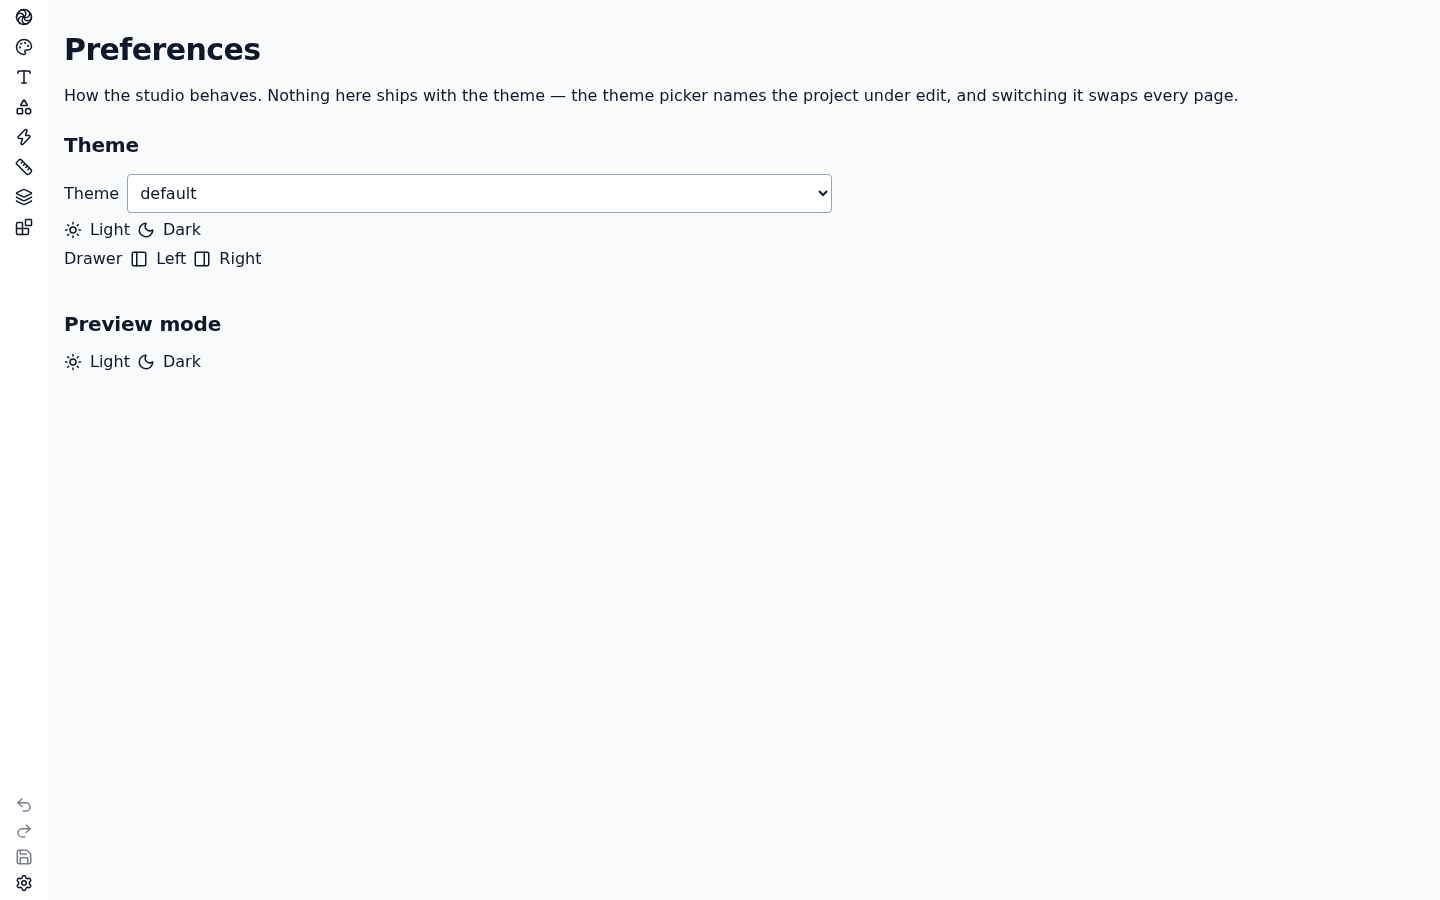 Preferences
How the studio behaves. Nothing here ships with the theme — the theme picker names the project under edit, and switching it swaps every page.
Theme
Theme default
Light Dark
Drawer Left Right
Preview mode
Light Dark